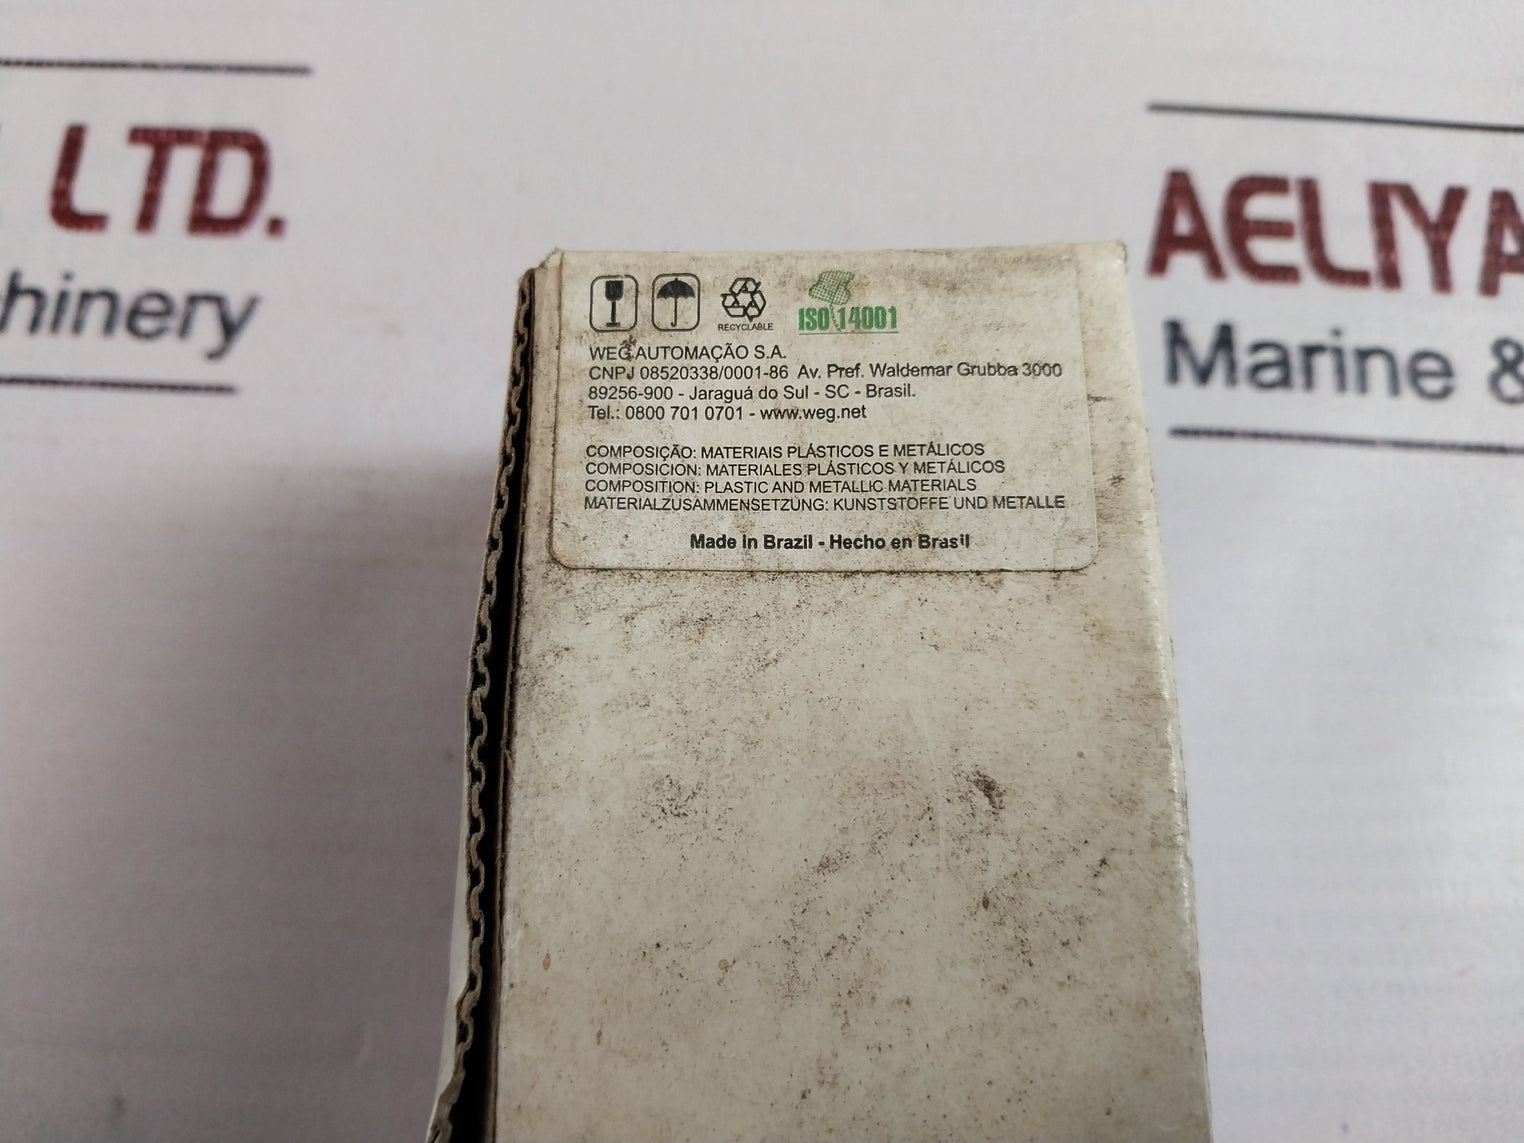 LTD.
hinery
AELIYA
Marine &
RECYCLABLE
ISO 14001
WEG AUTOMAÇÃO S.A.
CNPJ 08520338/0001-86 Av. Pref. Waldemar Grubba 3000
89256-900 - Jaraguá do Sul - SC - Brasil.
Tel.: 0800 701 0701 - www.weg.net
COMPOSIÇÃO: MATERIAIS PLÁSTICOS E METÁLICOS
COMPOSICION: MATERIALES PLÁSTICOS Y METÁLICOS
COMPOSITION: PLASTIC AND METALLIC MATERIALS
MATERIALZUSAMMENSETZUNG: KUNSTSTOFFE UND METALLE
Made in Brazil - Hecho en Brasil